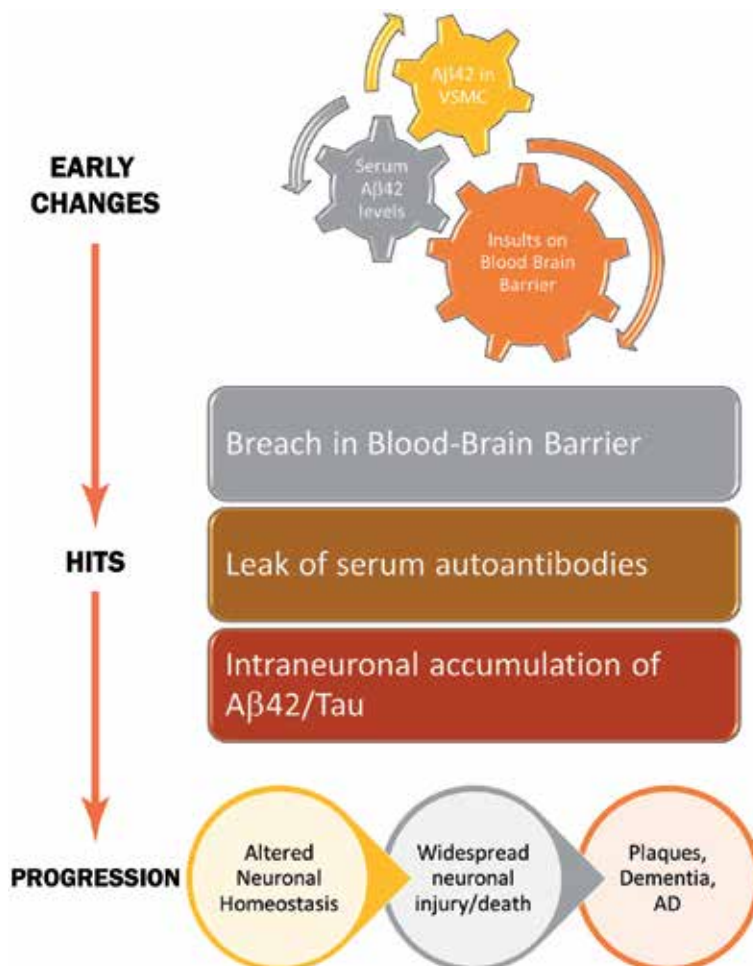 Aβ42 in
VSMC
Serum
Aβ42
levels
EARLY
CHANGES
Insults on
Blood Brain
Barrier
Breach in Blood-Brain Barrier
HITS
Leak of serum autoantibodies
Intraneuronal accumulation of
Aβ42/Tau
PROGRESSION
Altered
Neuronal
Homeostasis
Widespread
neuronal
injury/death
Plaques,
Dementia,
AD